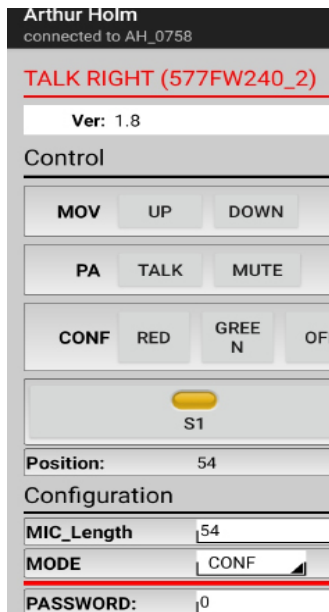 Arthur Holm
connected to AH_0758
TALK RIGHT (577FW240_2)
Ver: 1.8
Control
MOV UP DOWN
PA TALK MUTE
CONF RED GREE
N OF
S1
Position: 54
Configuration
MIC_Length 54
MODE CONF
PASSWORD: 0